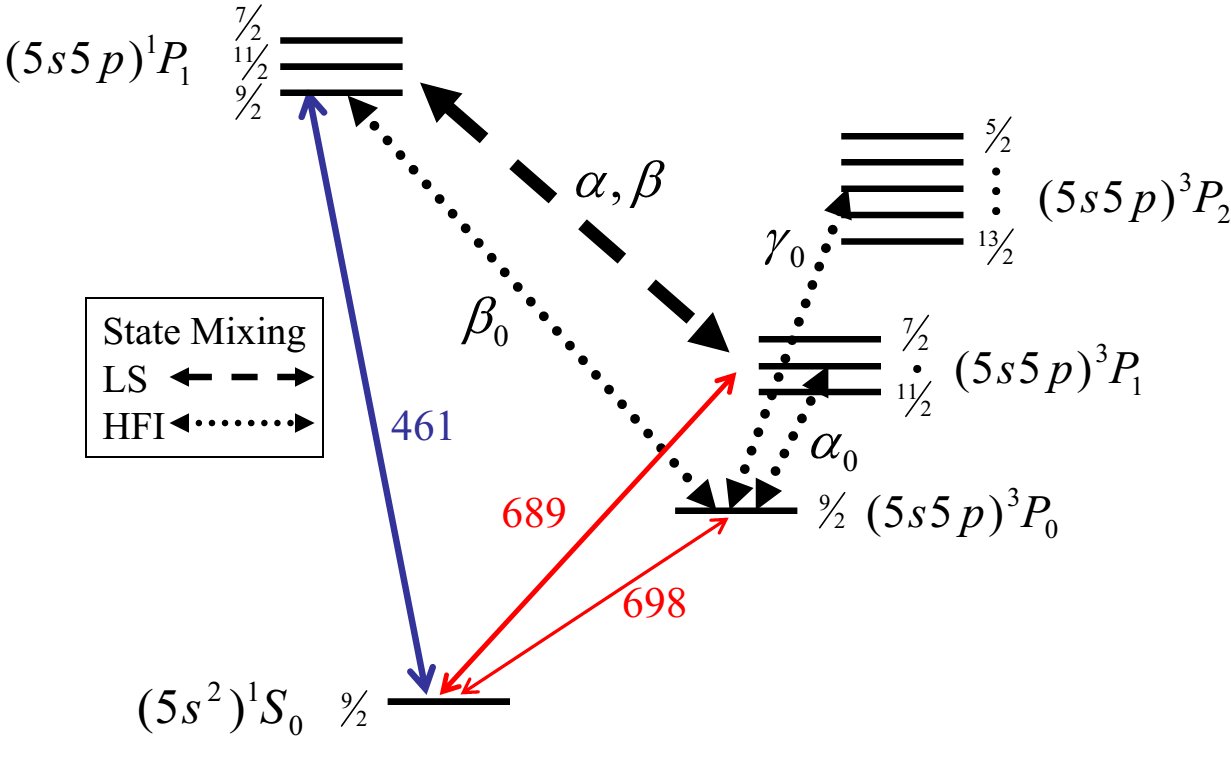 7/2
(5s5p)¹P₁ 11/2
9/2
5/2
(5s5p)³P₂
13/2
α, β
γ₀
β₀
State Mixing
LS
HFI
7/2
(5s5p)³P₁
11/2
461
α₀
689
9/2 (5s5p)³P₀
698
(5s²)¹S₀ 9/2